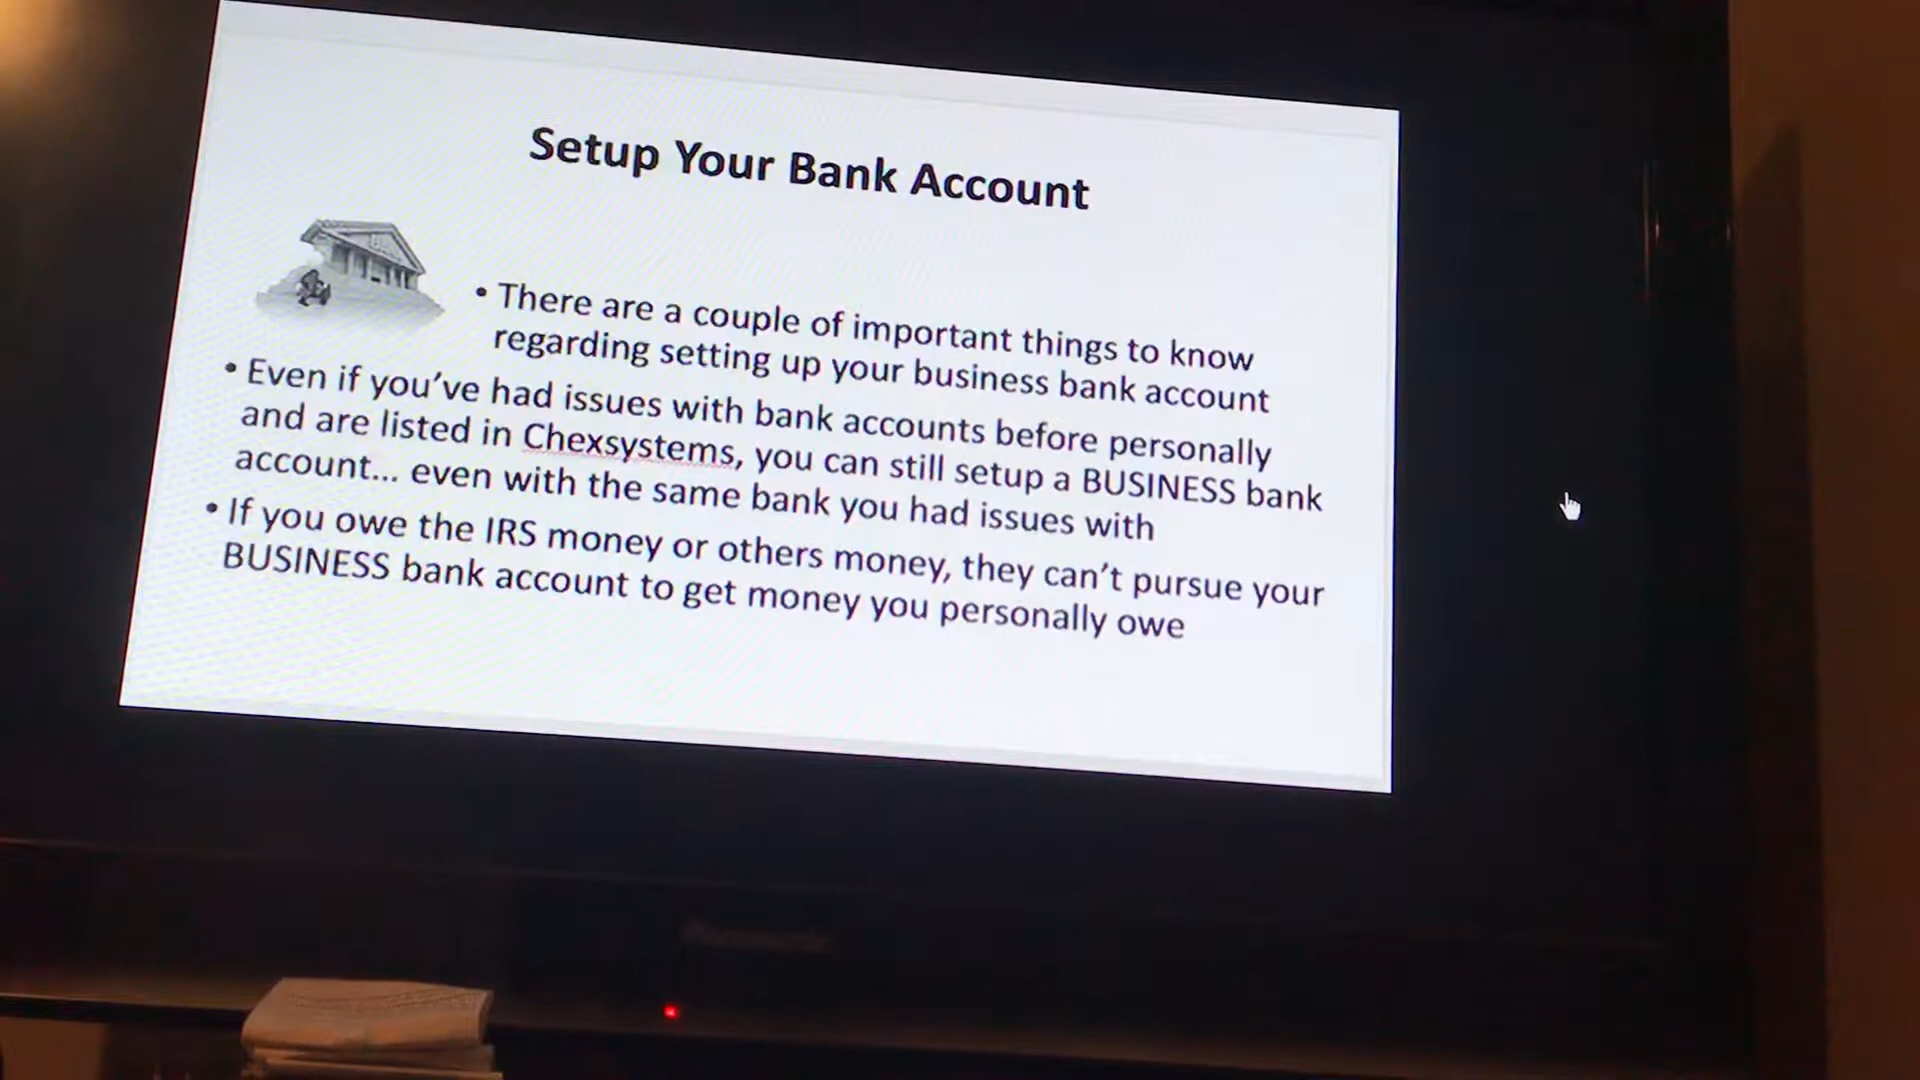 Setup Your Bank Account
• There are a couple of important things to know
regarding setting up your business bank account
• Even if you've had issues with bank accounts before personally
and are listed in Chexsystems, you can still setup a BUSINESS bank
account... even with the same bank you had issues with
• If you owe the IRS money or others money, they can't pursue your
BUSINESS bank account to get money you personally owe
Panasonic